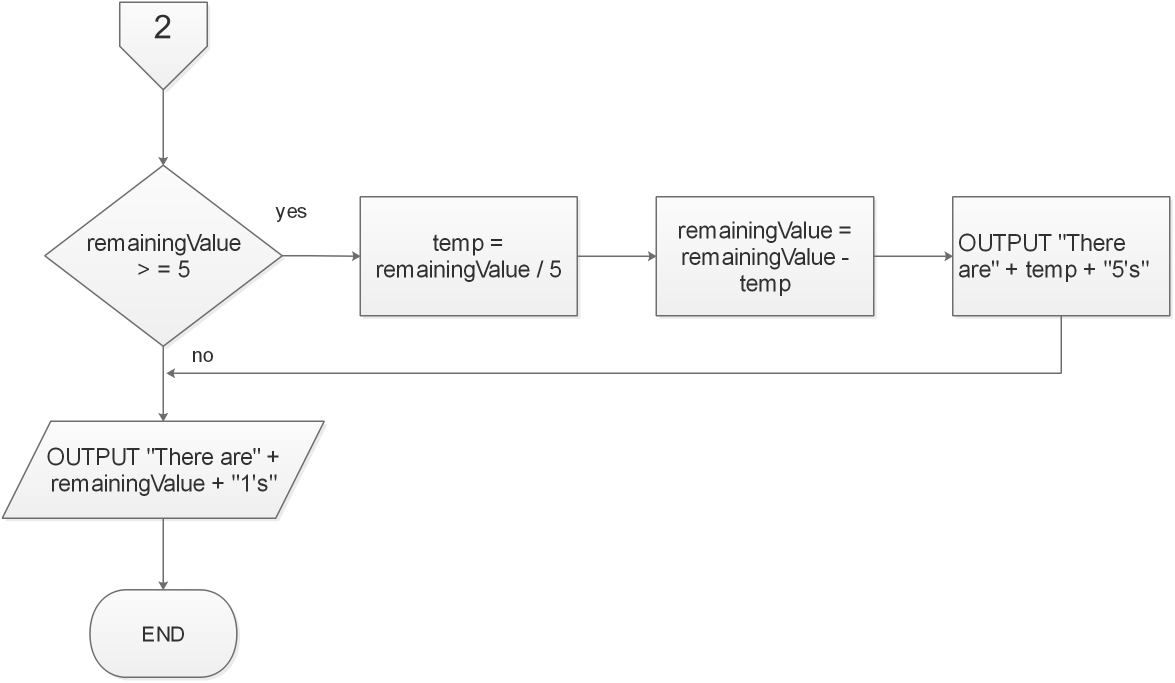 2
remainingValue
> = 5
yes
temp =
remainingValue / 5
remainingValue =
remainingValue -
temp
OUTPUT "There
are" + temp + "5's"
no
OUTPUT "There are" +
remainingValue + "1's"
END